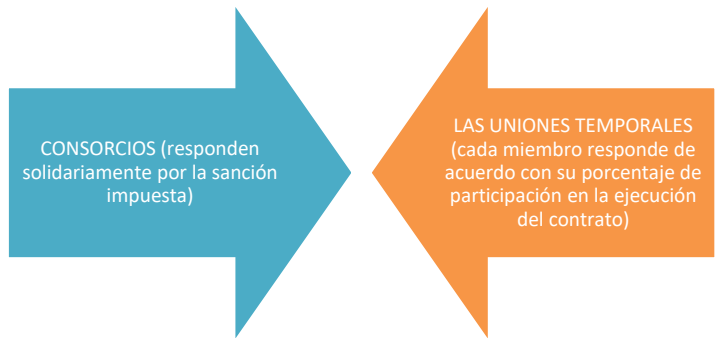 CONSORCIOS (responden
solidariamente por la sanción
impuesta)
LAS UNIONES TEMPORALES
(cada miembro responde de
acuerdo con su porcentaje de
participación en la ejecución
del contrato)